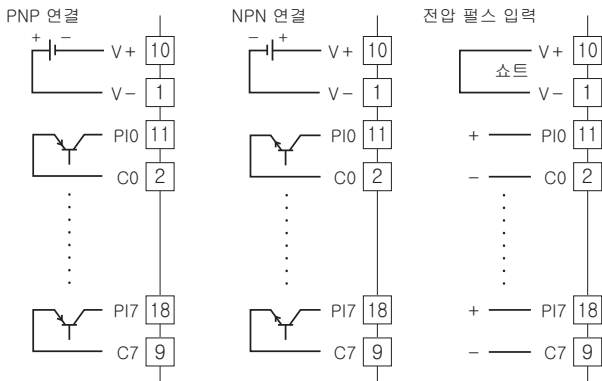 PNP 연결
+ −
V+ 10
V− 1
PI0 11
C0 2
PI7 18
C7 9
NPN 연결
− +
V+ 10
V− 1
PI0 11
C0 2
PI7 18
C7 9
전압 펄스 입력
V+ 10
쇼트
V− 1
+ PI0 11
− C0 2
+ PI7 18
− C7 9